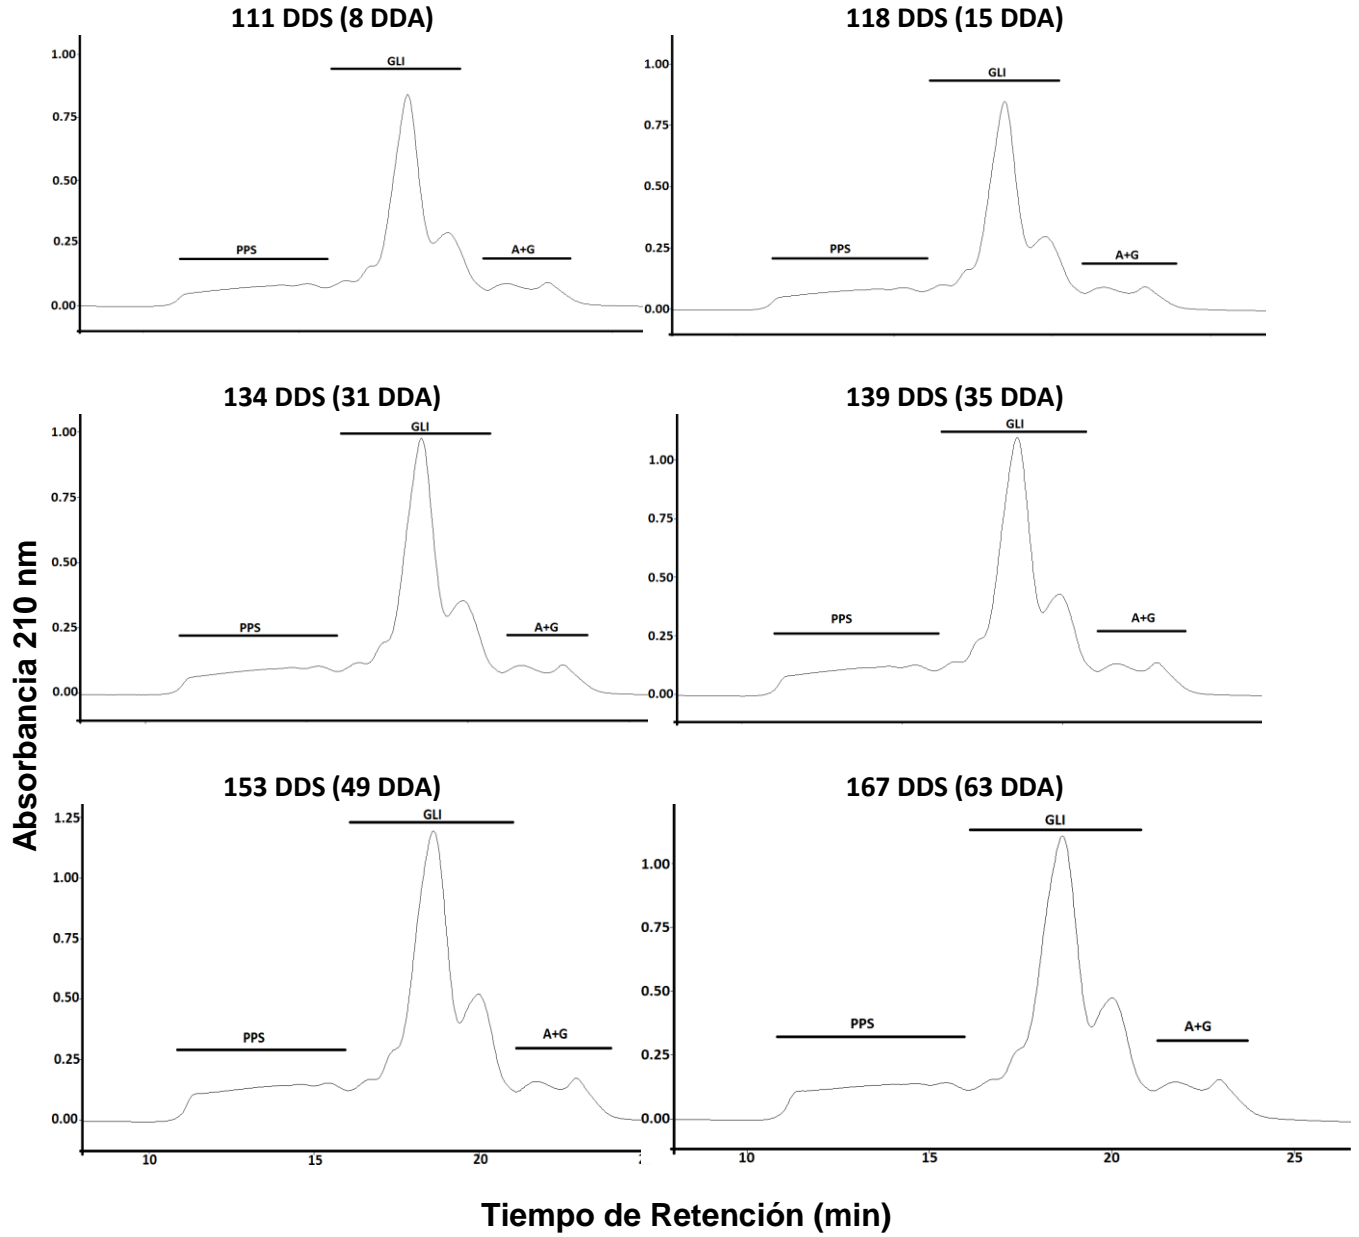 111 DDS (8 DDA)
1.00
0.75
0.50
0.25
0.00
GLI
PPS
A+G
118 DDS (15 DDA)
1.00
0.75
0.50
0.25
0.00
GLI
PPS
A+G
134 DDS (31 DDA)
1.00
0.75
0.50
0.25
0.00
GLI
PPS
A+G
139 DDS (35 DDA)
1.00
0.75
0.50
0.25
0.00
GLI
PPS
A+G
153 DDS (49 DDA)
1.25
1.00
0.75
0.50
0.25
0.00
GLI
PPS
A+G
10 15 20
167 DDS (63 DDA)
1.00
0.75
0.50
0.25
0.00
GLI
PPS
A+G
10 15 20 25
Absorbancia 210 nm
Tiempo de Retención (min)